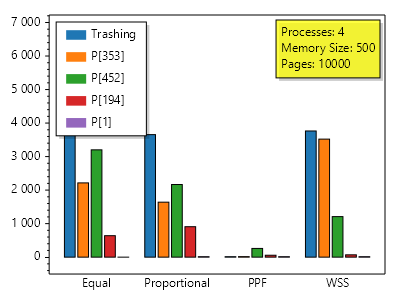 7 000
6 000
5 000
4 000
3 000
2 000
1 000
0
Trashing
P[353]
P[452]
P[194]
P[1]
Processes: 4
Memory Size: 500
Pages: 10000
Equal Proportional PPF WSS